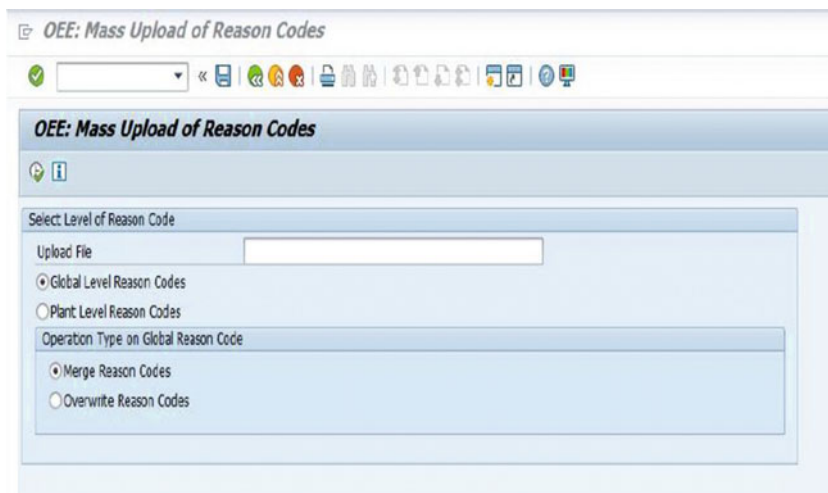 OEE: Mass Upload of Reason Codes
OEE: Mass Upload of Reason Codes
Select Level of Reason Code
Upload File
Global Level Reason Codes
Plant Level Reason Codes
Operation Type on Global Reason Code
Merge Reason Codes
Overwrite Reason Codes